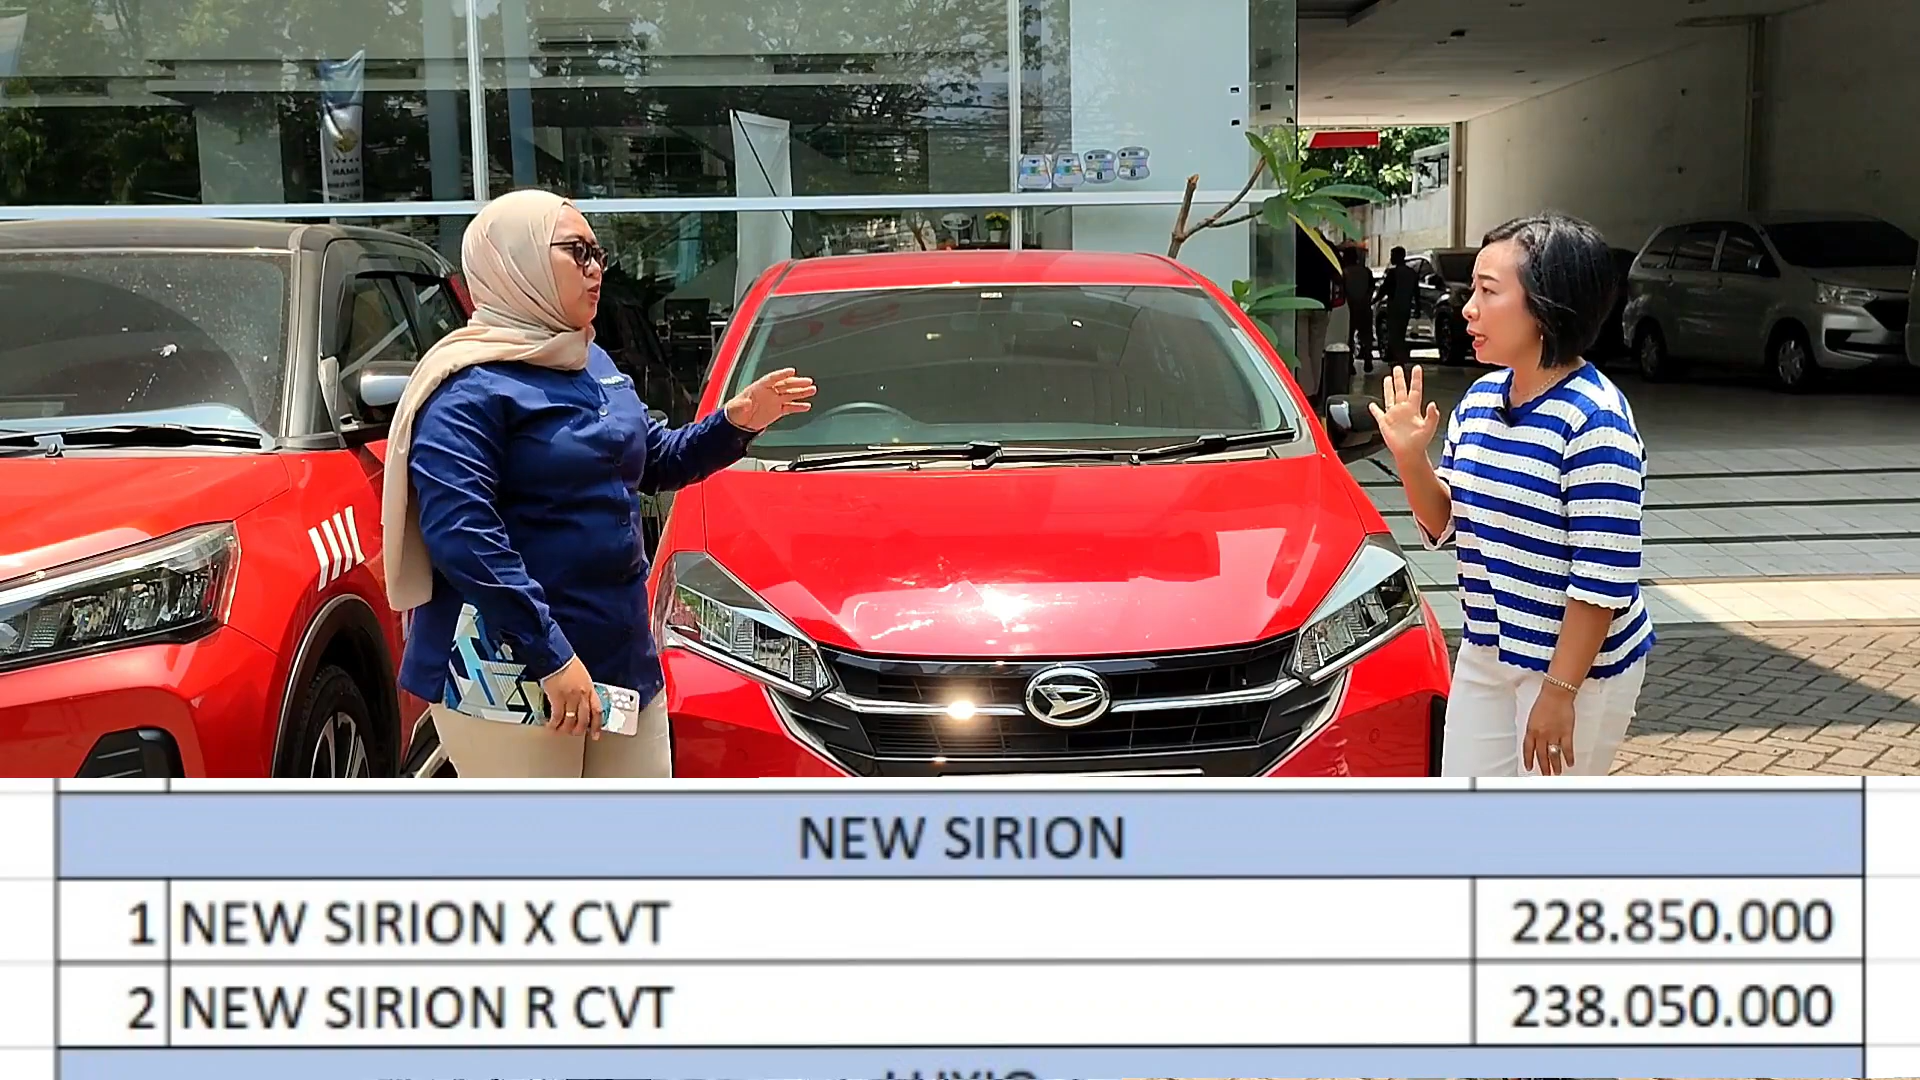 NEW SIRION
1 NEW SIRION X CVT 228.850.000
2 NEW SIRION R CVT 238.050.000